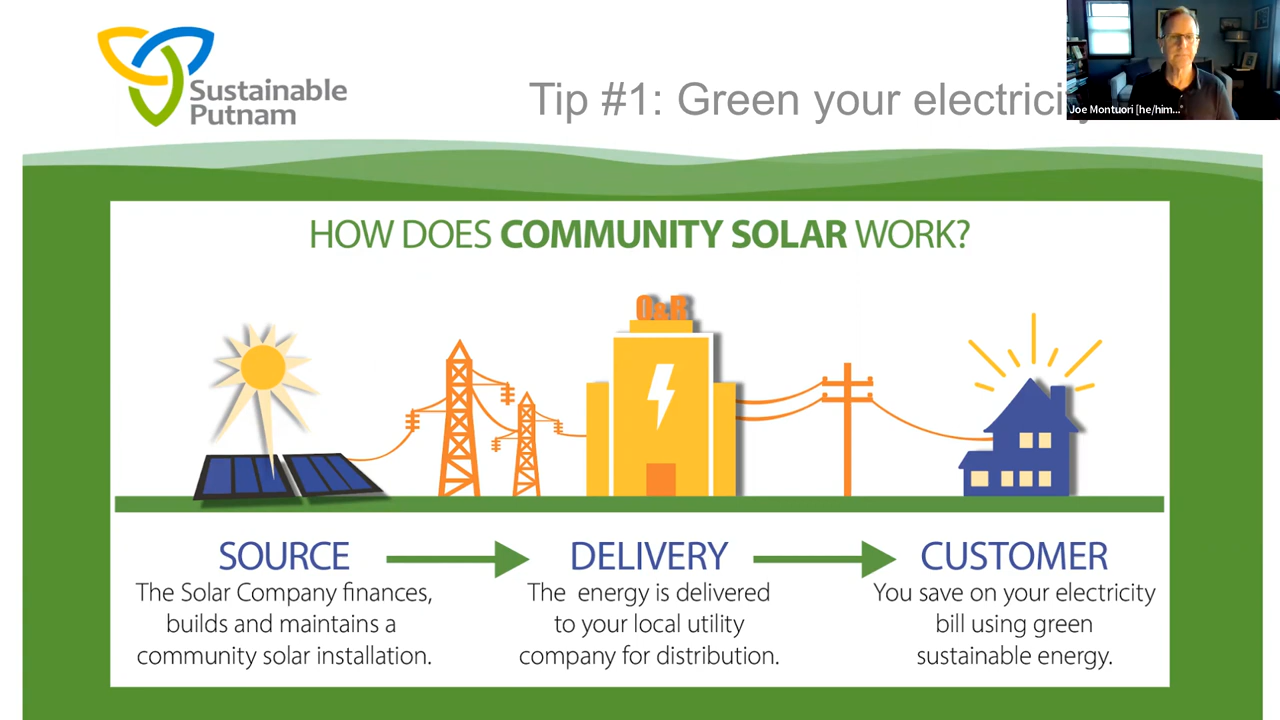 Sustainable
Putnam
Tip #1: Green your electricity
Joe Montuori [he/him...
HOW DOES COMMUNITY SOLAR WORK?
O&R
SOURCE
The Solar Company finances,
builds and maintains a
community solar installation.
DELIVERY
The energy is delivered
to your local utility
company for distribution.
CUSTOMER
You save on your electricity
bill using green
sustainable energy.